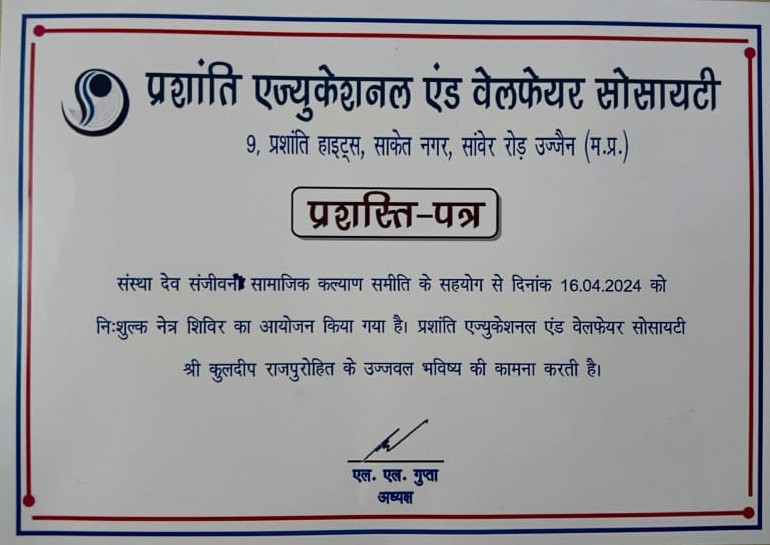 प्रशांति एज्युकेशनल एंड वेलफेयर सोसायटी
9, प्रशांति हाइट्स, साकेत नगर, सांवेर रोड़ उज्जैन (म.प्र.)
प्रशस्ति-पत्र
संस्था देव संजीवनी सामाजिक कल्याण समीति के सहयोग से दिनांक 16.04.2024 को
निःशुल्क नेत्र शिविर का आयोजन किया गया है। प्रशांति एज्युकेशनल एंड वेलफेयर सोसायटी
श्री कुलदीप राजपुरोहित के उज्जवल भविष्य की कामना करती है।
एल. एल. गुप्ता
अध्यक्ष